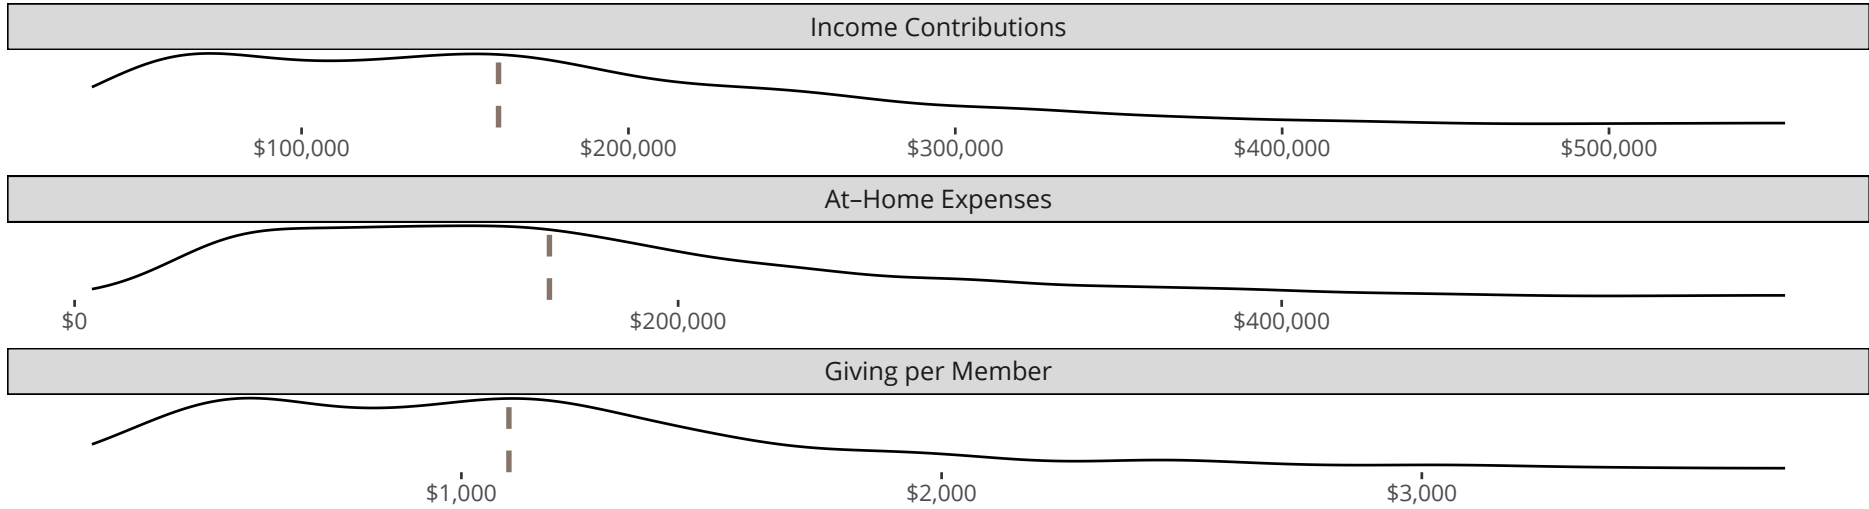 Income Contributions
$100,000 $200,000 $300,000 $400,000 $500,000
At–Home Expenses
$0 $200,000 $400,000
Giving per Member
$1,000 $2,000 $3,000